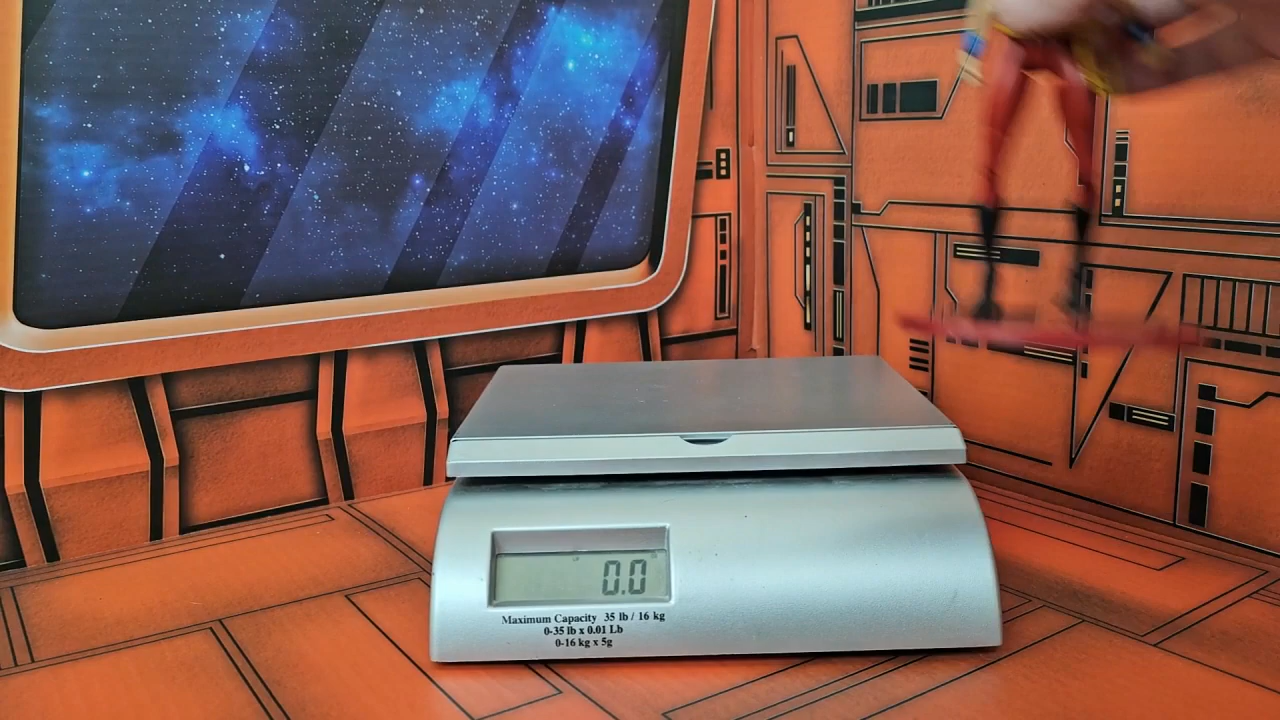 0.0
Maximum Capacity 35 lb / 16 kg
0-35 lb x 0.01 Lb
0-16 kg x 5g